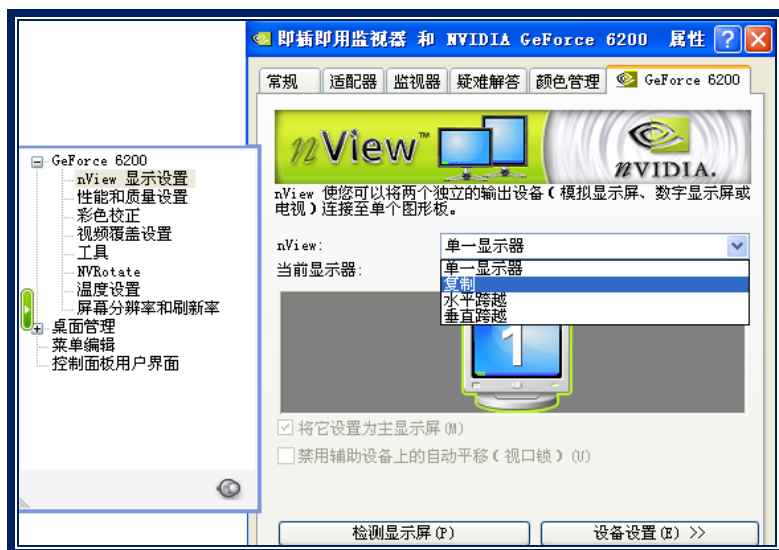 即插即用监视器 和 NVIDIA GeForce 6200 属性
常规 适配器 监视器 疑难解答 颜色管理 GeForce 6200
nView™
NVIDIA.
nView 使您可以将两个独立的输出设备(模拟显示屏、数字显示屏或
电视)连接至单个图形板。
nView: 单一显示器
当前显示器: 单一显示器
复制
水平跨越
垂直跨越
1
将它设置为主显示屏(M)
禁用辅助设备上的自动平移(视口锁)(U)
检测显示屏(P) 设备设置(E) >>
GeForce 6200
nView 显示设置
性能和质量设置
彩色校正
视频覆盖设置
工具
NVRotate
温度设置
屏幕分辨率和刷新率
桌面管理
菜单编辑
控制面板用户界面